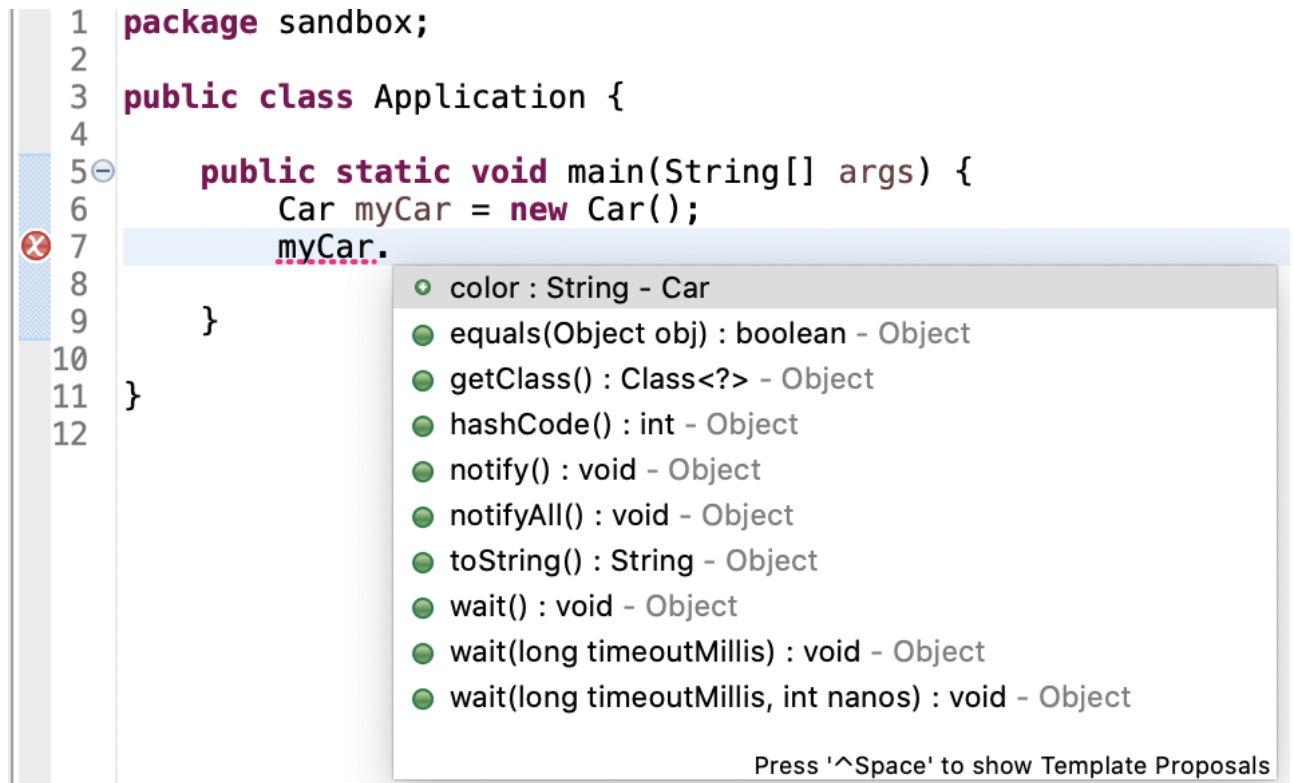 1 package sandbox;
2
3 public class Application {
4
5 public static void main(String[] args) {
6 Car myCar = new Car();
7 myCar.
8
9 }
10
11 }
12
color : String - Car
equals(Object obj) : boolean - Object
getClass() : Class<?> - Object
hashCode() : int - Object
notify() : void - Object
notifyAll() : void - Object
toString() : String - Object
wait() : void - Object
wait(long timeoutMillis) : void - Object
wait(long timeoutMillis, int nanos) : void - Object
Press '^Space' to show Template Proposals